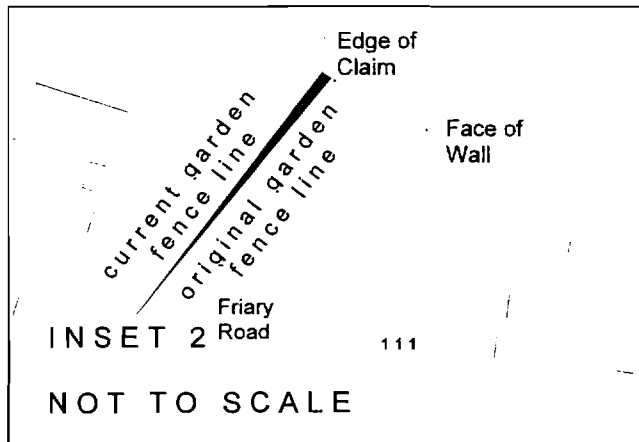 Edge of
Claim
Face of
Wall
current garden
fence line
original garden
fence line
Friary
Road
INSET 2
111
NOT TO SCALE